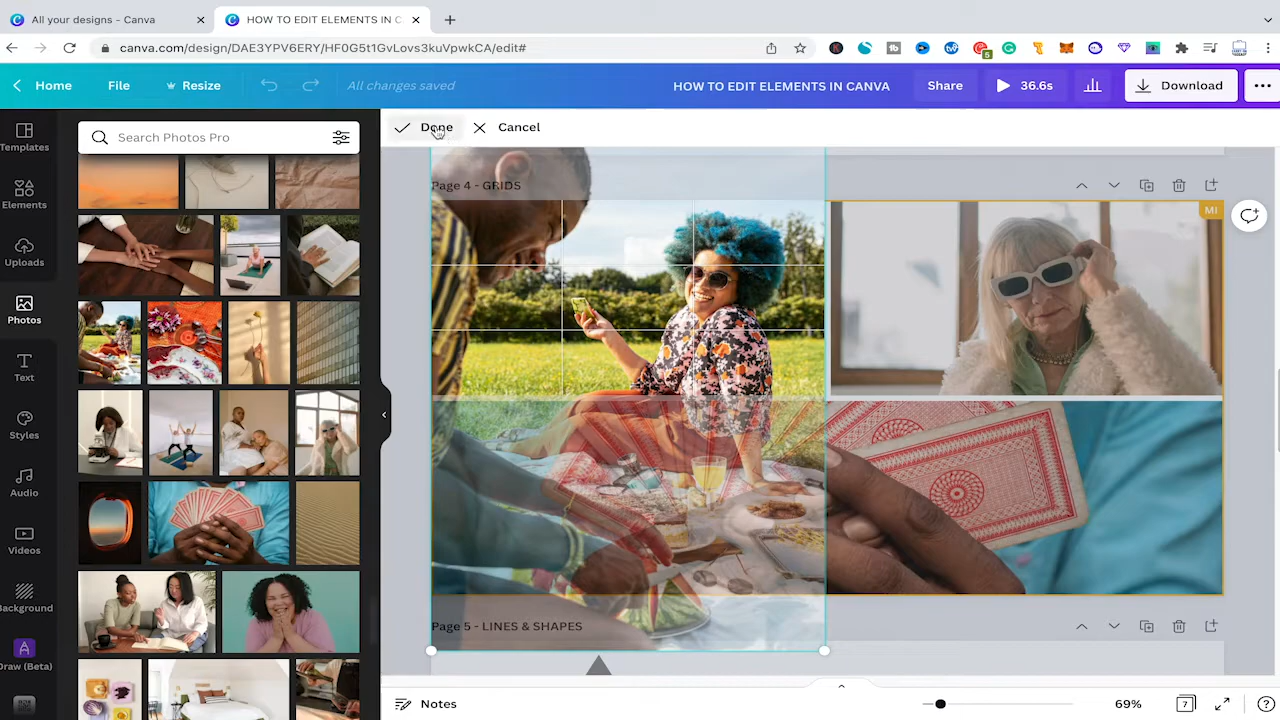 All your designs - Canva
HOW TO EDIT ELEMENTS IN C
canva.com/design/DAE3YPV6ERY/HF0G5t1GvLovs3kuVpwkCA/edit#
5
Home
File
Resize
All changes saved
HOW TO EDIT ELEMENTS IN CANVA
Share
36.6s
Download
Templates
Elements
Uploads
Photos
Text
Styles
Audio
Videos
Background
Draw (Beta)
Search Photos Pro
Done
Cancel
Page 4 - GRIDS
MI
Page 5 - LINES & SHAPES
Notes
69%
7